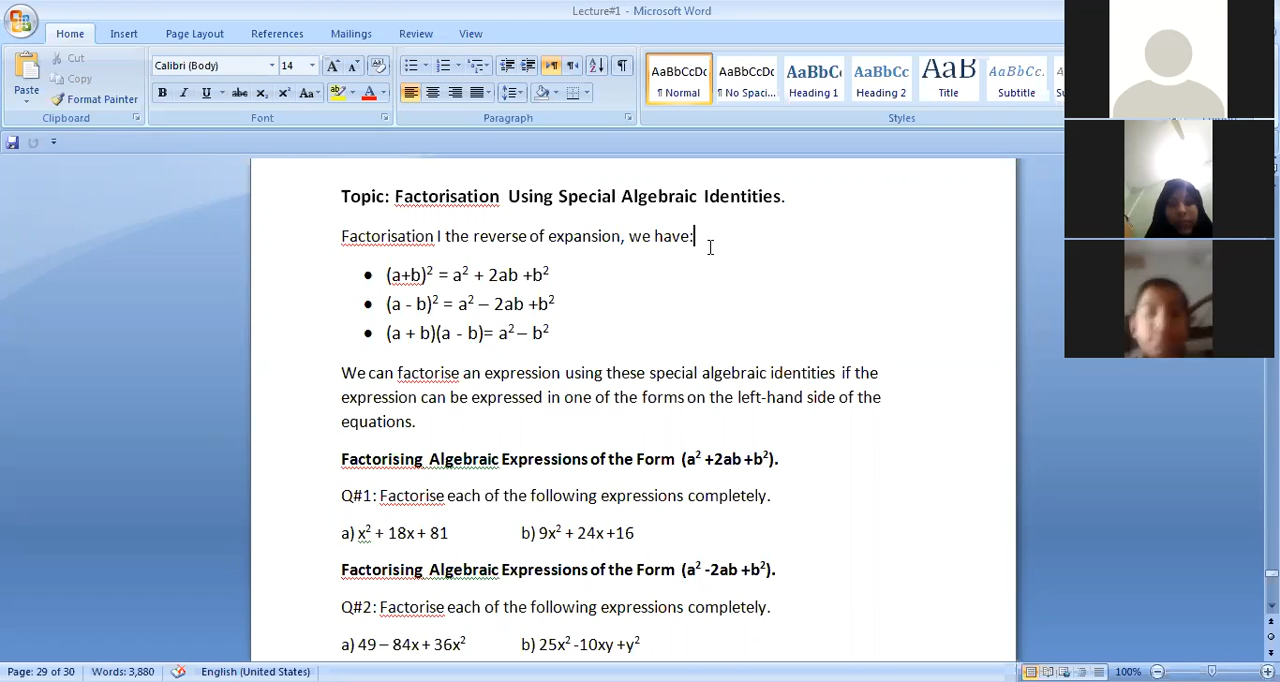 Lecture#1 - Microsoft Word
Home Insert Page Layout References Mailings Review View
Cut
Copy
Paste
Format Painter
Calibri (Body) 14
B I U abc x₂ x² Aa
AaBbCcDc AaBbCcDc AaBbC AaBbCc AaB AaBbCc.
¶ Normal ¶ No Spaci... Heading 1 Heading 2 Title Subtitle
Clipboard Font Paragraph Styles
Topic: Factorisation Using Special Algebraic Identities.
Factorisation I the reverse of expansion, we have:
• (a+b)² = a² + 2ab +b²
• (a - b)² = a² – 2ab +b²
• (a + b)(a - b)= a² – b²
We can factorise an expression using these special algebraic identities if the
expression can be expressed in one of the forms on the left-hand side of the
equations.
Factorising Algebraic Expressions of the Form (a² +2ab +b²).
Q#1: Factorise each of the following expressions completely.
a) x² + 18x + 81 b) 9x² + 24x +16
Factorising Algebraic Expressions of the Form (a² -2ab +b²).
Q#2: Factorise each of the following expressions completely.
a) 49 – 84x + 36x² b) 25x² -10xy +y²
Page: 29 of 30 Words: 3,880 English (United States) 100%